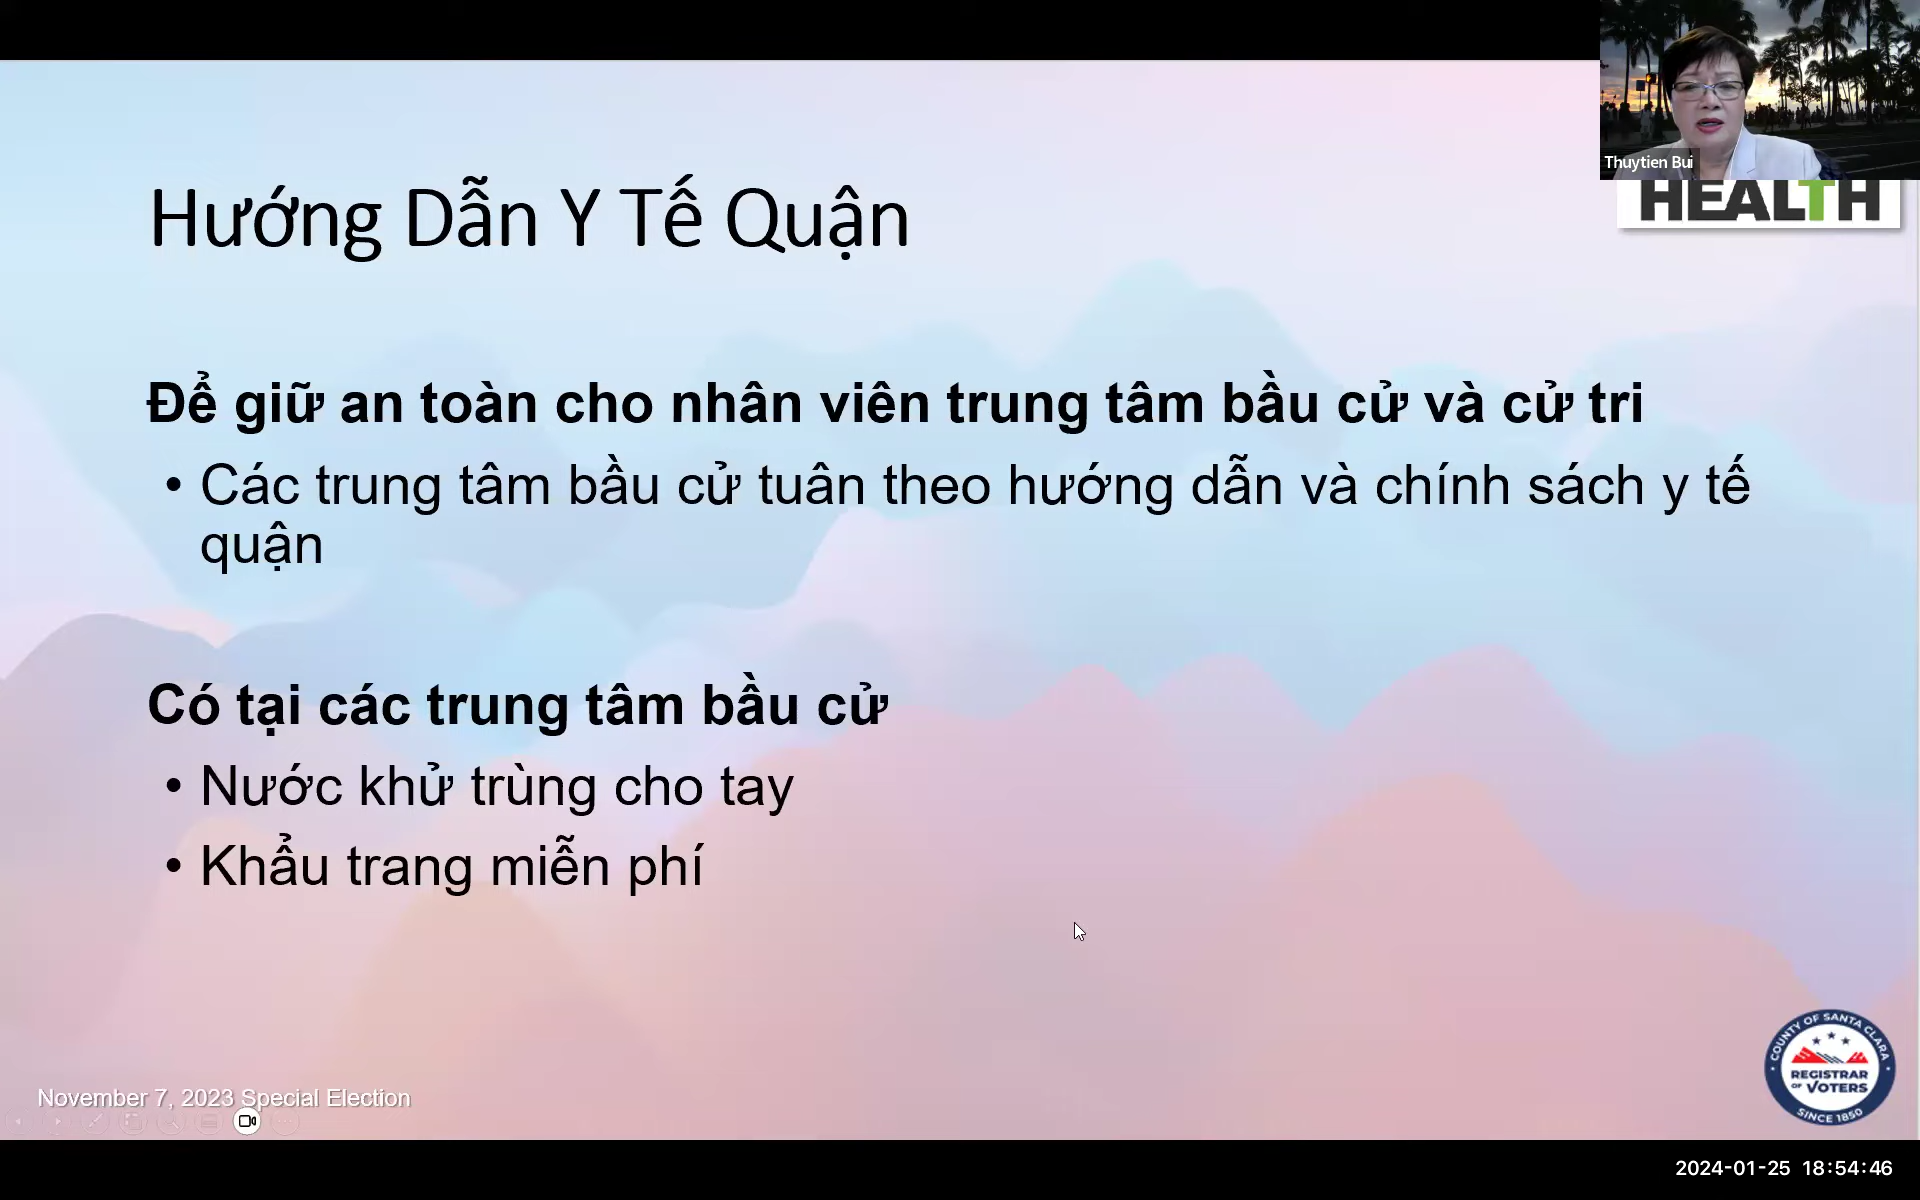 Thuytien Bui
HEALTH
Hướng Dẫn Y Tế Quận
Để giữ an toàn cho nhân viên trung tâm bầu cử và cử tri
• Các trung tâm bầu cử tuân theo hướng dẫn và chính sách y tế
quận
Có tại các trung tâm bầu cử
• Nước khử trùng cho tay
• Khẩu trang miễn phí
COUNTY OF SANTA CLARA
REGISTRAR
OF VOTERS
SINCE 1850
November 7, 2023 Special Election
2024-01-25 18:54:46